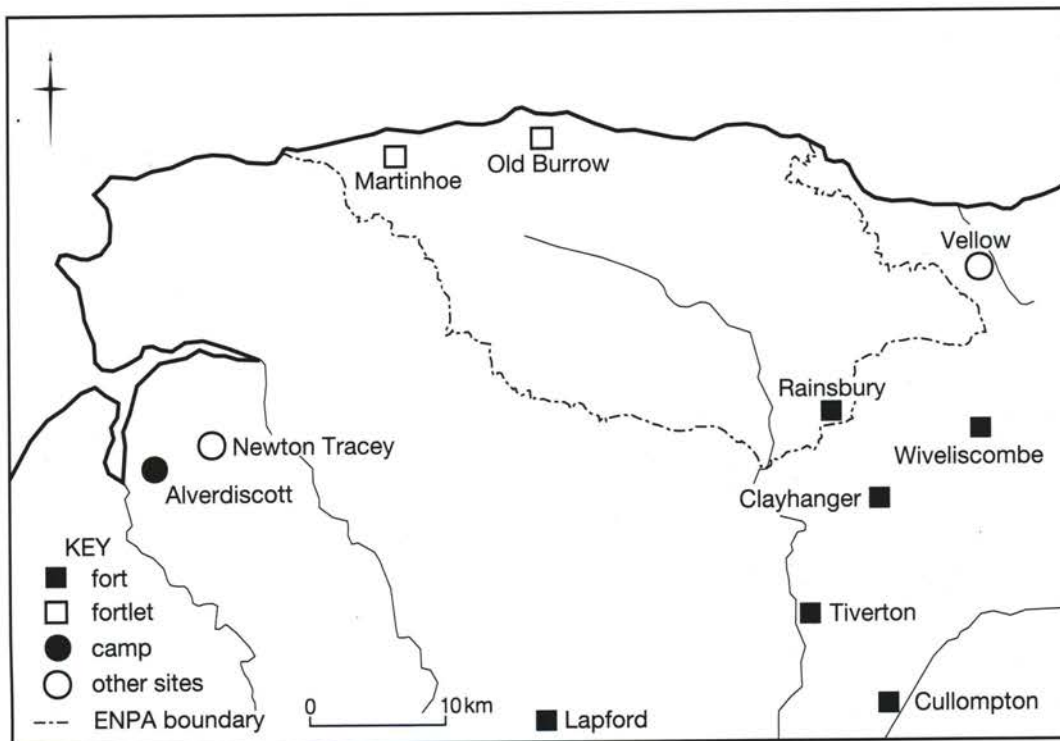 Martinhoe
Old Burrow
Vellow
Rainsbury
Wiveliscombe
Newton Tracey
Alverdiscott
Clayhanger
Tiverton
Cullompton
Lapford
KEY
fort
fortlet
camp
other sites
ENPA boundary
0 10km